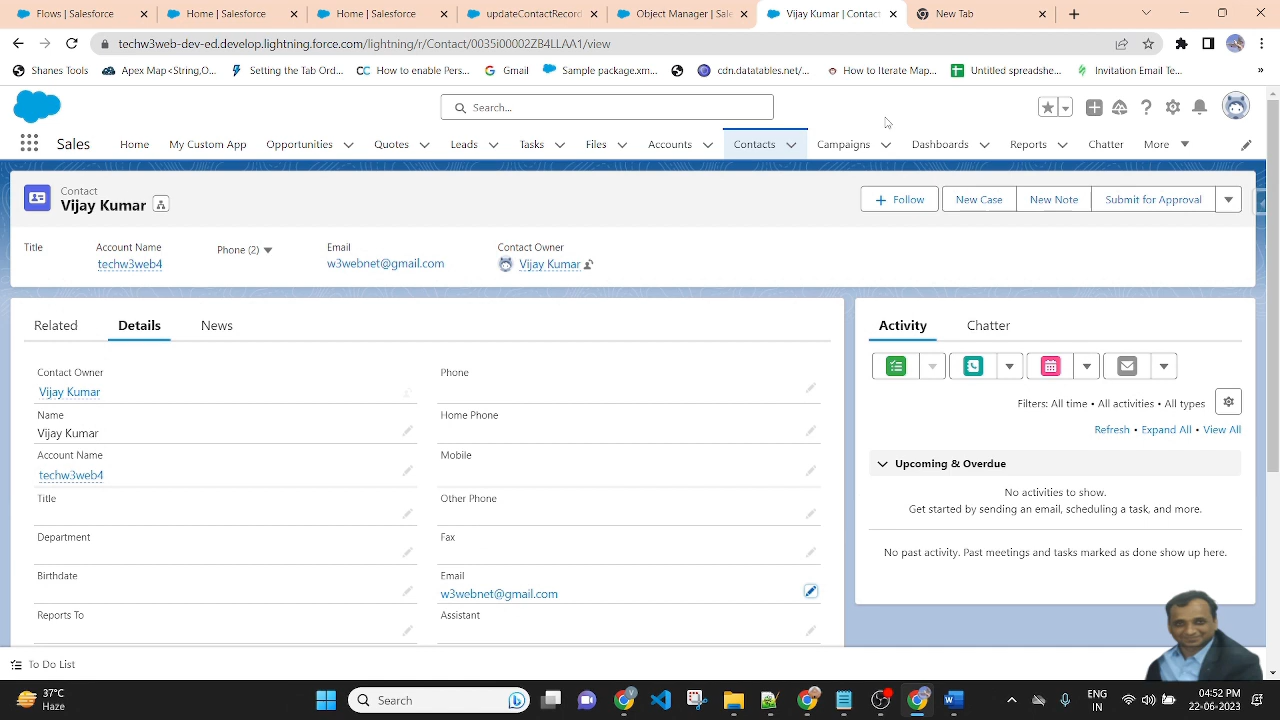 Flows | Salesforce
Home | Salesforce
Home | Salesforce
updateContactRecord
Object Manager | Sale
Vijay Kumar | Contact
New Tab
techw3web-dev-ed.develop.lightning.force.com/lightning/r/Contact/0035i00002ZB4LLAA1/view
Shanes Tools
Apex Map<String,O...
Setting the Tab Ord...
CC How to enable Pers...
Gmail
Sample package.xm...
cdn.datatables.net/...
How to Iterate Map...
Untitled spreadshe...
Invitation Email Te...
»
Search...
Sales
Home
My Custom App
Opportunities
Quotes
Leads
Tasks
Files
Accounts
Contacts
Campaigns
Dashboards
Reports
Chatter
More
Contact
Vijay Kumar
Follow
New Case
New Note
Submit for Approval
Title
Account Name
Phone (2)
Email
Contact Owner
techw3web4
w3webnet@gmail.com
Vijay Kumar
Related
Details
News
Contact Owner
Vijay Kumar
Phone
Name
Vijay Kumar
Home Phone
Account Name
techw3web4
Mobile
Title
Other Phone
Department
Fax
Birthdate
Email
w3webnet@gmail.com
Reports To
Assistant
Activity
Chatter
Filters: All time • All activities • All types
Refresh • Expand All • View All
Upcoming & Overdue
No activities to show.
Get started by sending an email, scheduling a task, and more.
No past activity. Past meetings and tasks marked as done show up here.
To Do List
37°C
Haze
Search
ENG
IN
04:52 PM
22-06-2023